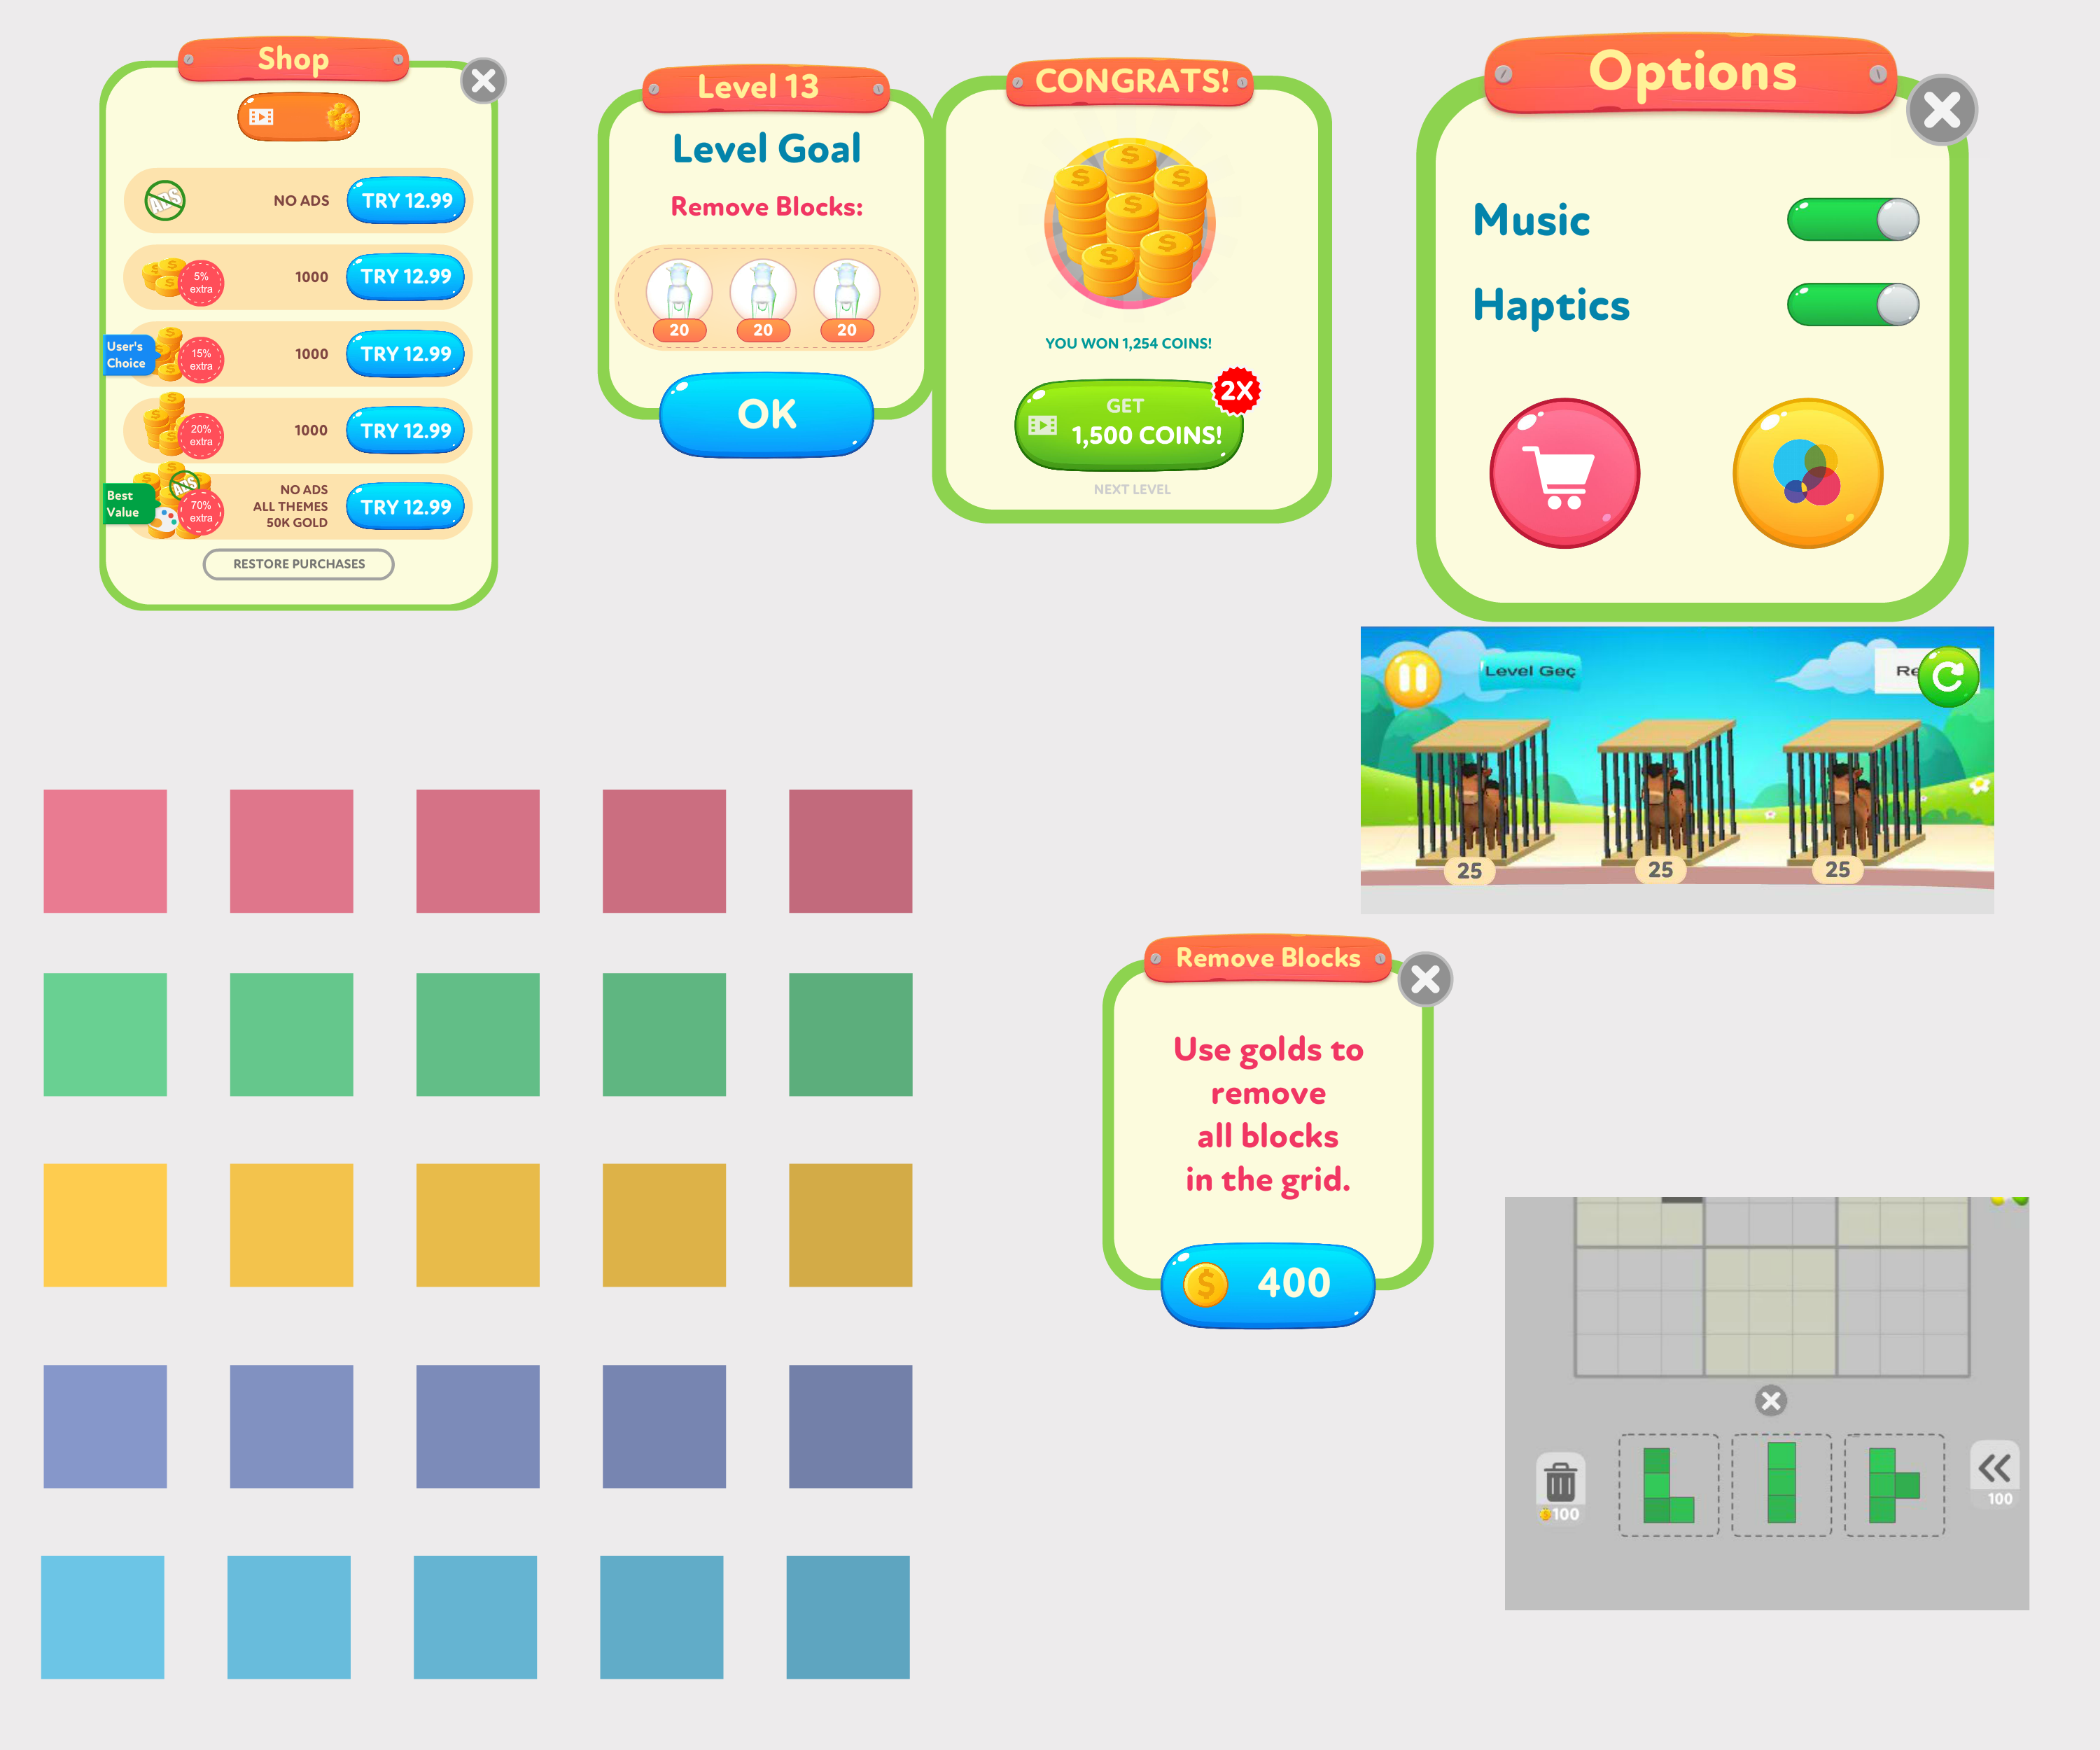 Shop
ADS
NO ADS
TRY 12.99
5%
extra
1000
TRY 12.99
User's
Choice
15%
extra
1000
TRY 12.99
20%
extra
1000
TRY 12.99
Best
Value
ADS
70%
extra
NO ADS
ALL THEMES
50K GOLD
TRY 12.99
RESTORE PURCHASES
Level 13
Level Goal
Remove Blocks:
20 20 20
OK
CONGRATS!
YOU WON 1,254 COINS!
2X
GET
1,500 COINS!
NEXT LEVEL
Options
Music
Haptics
Level Geç
Re
25 25 25
Remove Blocks
Use golds to
remove
all blocks
in the grid.
400
100
100